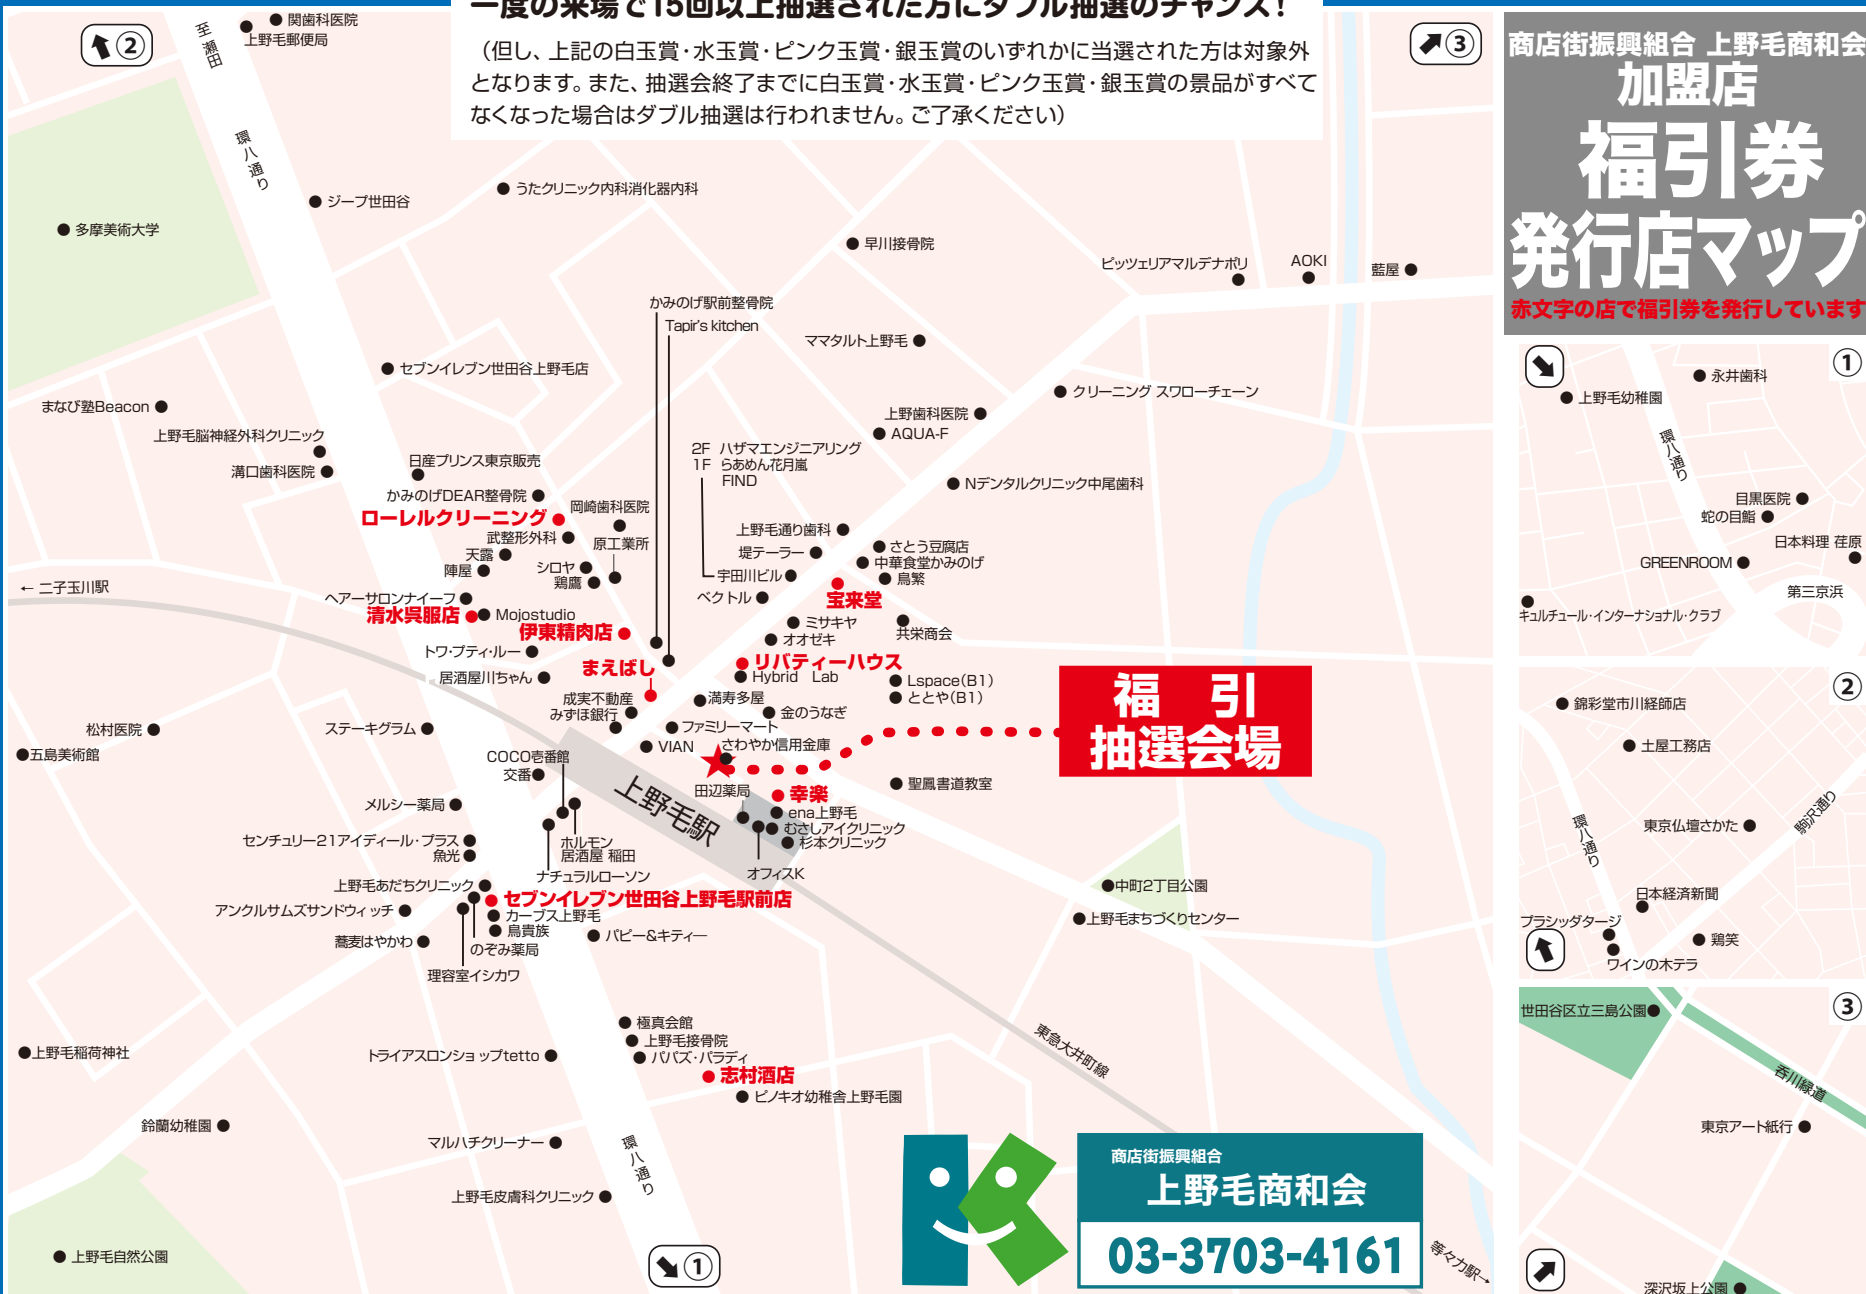 一度の来場で15回以上抽選された方にダブル抽選のチャンス!
(但し、上記の白玉賞・水玉賞・ピンク玉賞・銀玉賞のいずれかに当選された方は対象外
となります。また、抽選会終了までに白玉賞・水玉賞・ピンク玉賞・銀玉賞の景品がすべて
なくなった場合はダブル抽選は行われません。ご了承ください)
②
③
至 瀬田
関歯科医院
上野毛郵便局
環八通り
ジープ世田谷
うたクリニック内科消化器内科
多摩美術大学
早川接骨院
ピッツェリアマルデナポリ
AOKI
藍屋
かみのげ駅前整骨院
Tapir's kitchen
ママタルト上野毛
セブンイレブン世田谷上野毛店
クリーニング スワローチェーン
まなび塾Beacon
上野歯科医院
AQUA-F
上野毛脳神経外科クリニック
溝口歯科医院
日産プリンス東京販売
2F ハザマエンジニアリング
1F らあめん花月嵐
FIND
Nデンタルクリニック中尾歯科
かみのげDEAR整骨院
岡崎歯科医院
ローレルクリーニング
武整形外科
原工業所
上野毛通り歯科
天露
堤テーラー
さとう豆腐店
中華食堂かみのげ
陣屋
シロヤ
鶏鷹
宇田川ビル
鳥繁
← 二子玉川駅
ヘアーサロンナイーフ
ベクトル
宝来堂
清水呉服店
Mojostudio
伊東精肉店
ミサキヤ
オオゼキ
共栄商会
トワ・プティ・ルー
まえばし
リバティーハウス
居酒屋川ちゃん
Hybrid Lab
Lspace(B1)
ととや(B1)
成実不動産
みずほ銀行
満寿多屋
金のうなぎ
福 引
抽選会場
松村医院
ステーキグラム
ファミリーマート
五島美術館
VIAN
さわやか信用金庫
COCO壱番館
交番
上野毛駅
田辺薬局
幸楽
聖鳳書道教室
メルシー薬局
ena上野毛
むさしアイクリニック
杉本クリニック
センチュリー21アイディール・プラス
魚光
ホルモン
居酒屋 稲田
ナチュラルローソン
オフィスK
上野毛あだちクリニック
セブンイレブン世田谷上野毛駅前店
中町2丁目公園
アンクルサムズサンドウィッチ
カーブス上野毛
上野毛まちづくりセンター
鳥貴族
蕎麦はやかわ
のぞみ薬局
パピー&キティー
理容室イシカワ
極真会館
上野毛接骨院
パパズ・パラディ
東急大井町線
上野毛稲荷神社
トライアスロンショップtetto
志村酒店
ピノキオ幼稚舎上野毛園
鈴蘭幼稚園
マルハチクリーナー
環八通り
上野毛皮膚科クリニック
上野毛自然公園
①
商店街振興組合
上野毛商和会
03-3703-4161
等々力駅→
商店街振興組合 上野毛商和会
加盟店
福引券
発行店マップ
赤文字の店で福引券を発行しています
①
永井歯科
上野毛幼稚園
環八通り
目黒医院
蛇の目鮨
日本料理 荏原
GREENROOM
第三京浜
キュルチュール・インターナショナル・クラブ
②
錦彩堂市川経師店
土屋工務店
駒沢通り
環八通り
東京仏壇さかた
日本経済新聞
プラシッダタージ
鶏笑
ワインの木テラ
③
世田谷区立三島公園
呑川緑道
東京アート紙行
深沢坂上公園